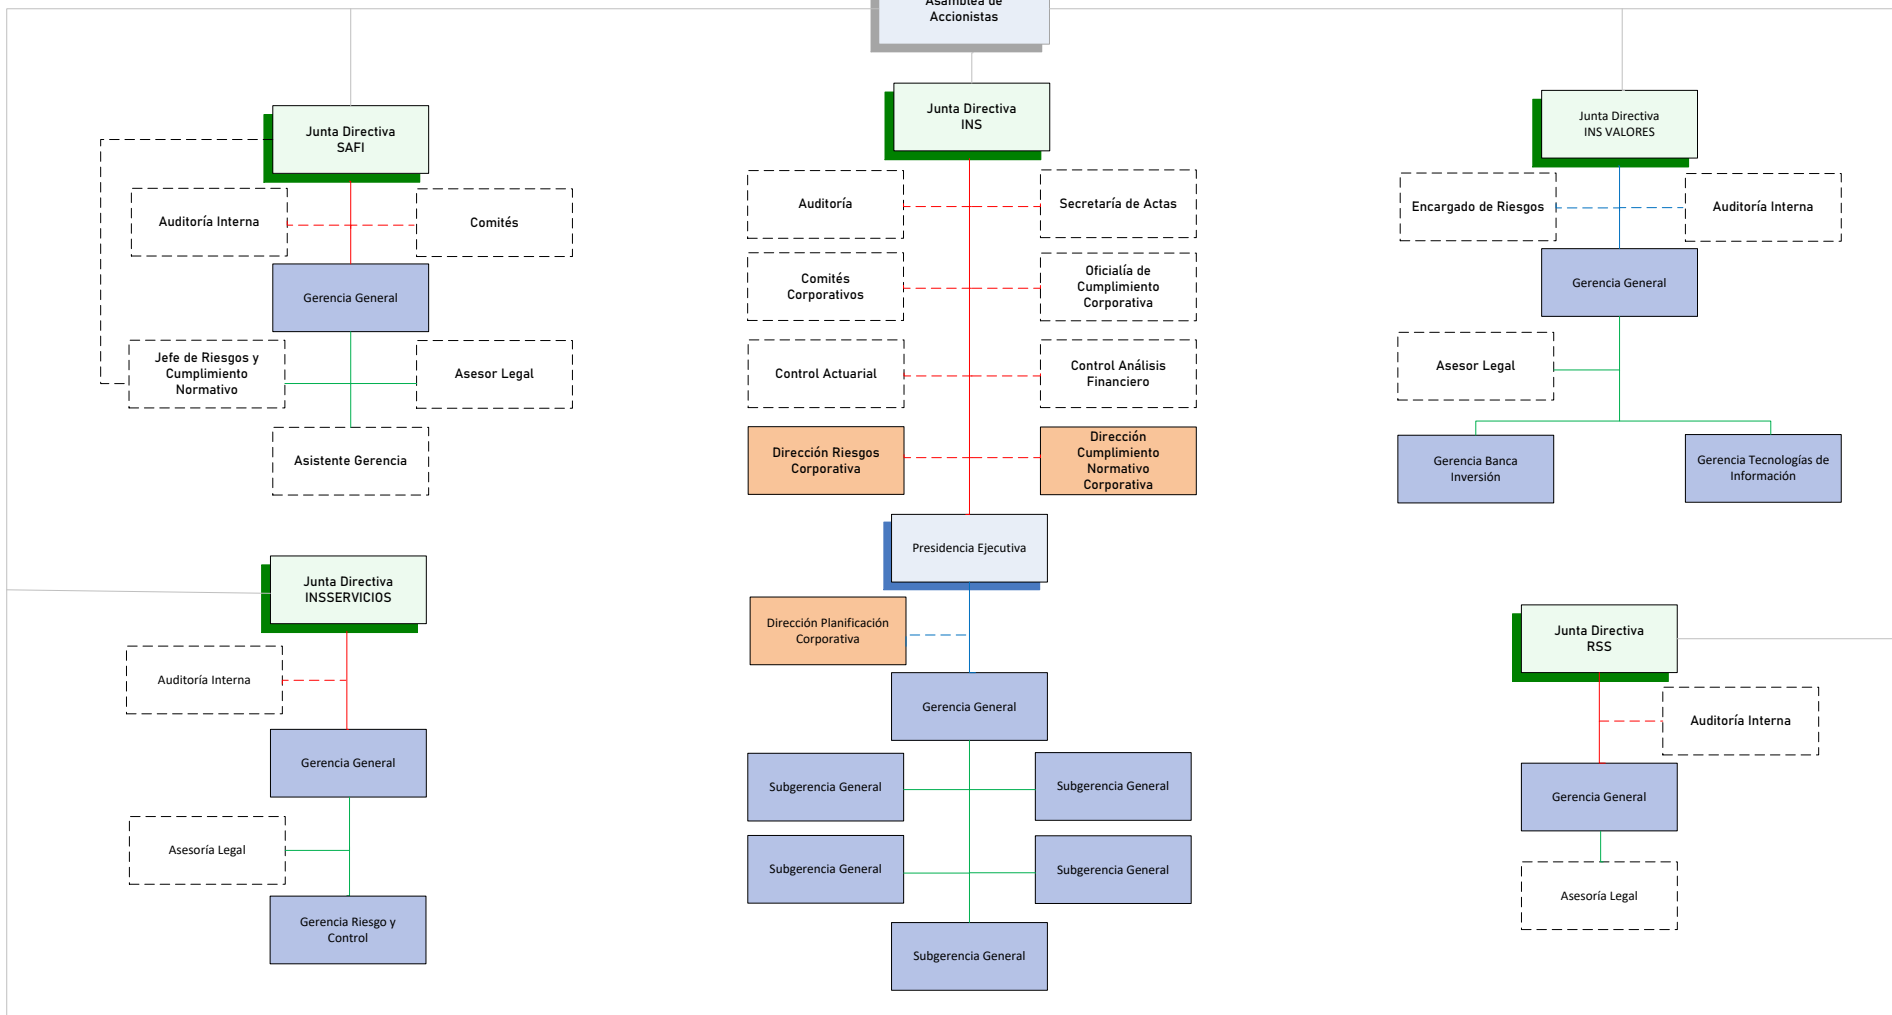 Asamblea de
Accionistas
Junta Directiva
SAFI
Auditoría Interna
Comités
Gerencia General
Jefe de Riesgos y
Cumplimiento
Normativo
Asesor Legal
Asistente Gerencia
Junta Directiva
INSSERVICIOS
Auditoría Interna
Gerencia General
Asesoría Legal
Gerencia Riesgo y
Control
Junta Directiva
INS
Auditoría
Secretaría de Actas
Comités
Corporativos
Oficialía de
Cumplimiento
Corporativa
Control Actuarial
Control Análisis
Financiero
Dirección Riesgos
Corporativa
Dirección
Cumplimiento
Normativo
Corporativa
Presidencia Ejecutiva
Dirección Planificación
Corporativa
Gerencia General
Subgerencia General
Subgerencia General
Subgerencia General
Subgerencia General
Subgerencia General
Junta Directiva
INS VALORES
Encargado de Riesgos
Auditoría Interna
Gerencia General
Asesor Legal
Gerencia Banca
Inversión
Gerencia Tecnologías de
Información
Junta Directiva
RSS
Auditoría Interna
Gerencia General
Asesoría Legal